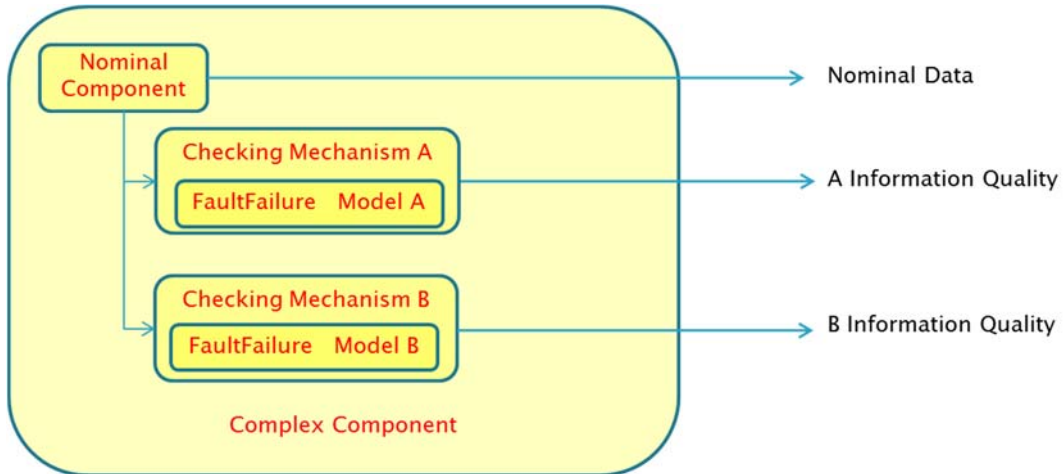 Nominal
Component
Nominal Data
Checking Mechanism A
FaultFailure Model A
A Information Quality
Checking Mechanism B
FaultFailure Model B
B Information Quality
Complex Component